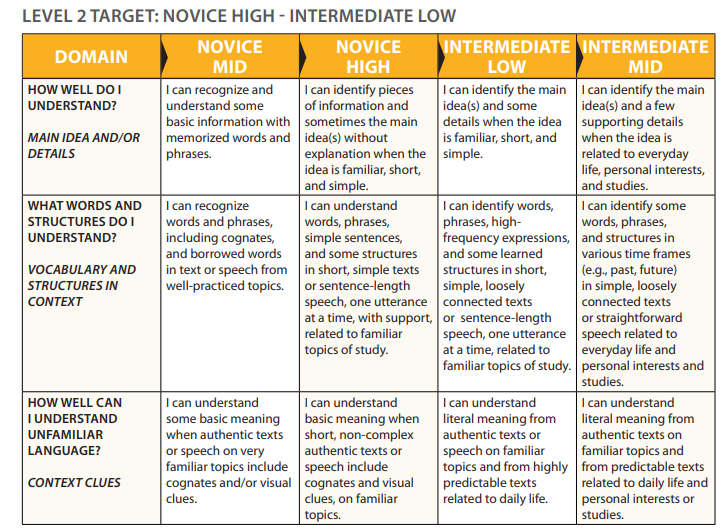 LEVEL 2 TARGET: NOVICE HIGH - INTERMEDIATE LOW
DOMAIN
NOVICE
MID
NOVICE
HIGH
INTERMEDIATE
LOW
INTERMEDIATE
MID
HOW WELL DO I
UNDERSTAND?
MAIN IDEA AND/OR
DETAILS
I can recognize and
understand some
basic information with
memorized words and
phrases.
I can identify pieces
of information and
sometimes the main
idea(s) without
explanation when the
idea is familiar, short,
and simple.
I can identify the main
idea(s) and some
details when the idea
is familiar, short, and
simple.
I can identify the main
idea(s) and a few
supporting details
when the idea is
related to everyday
life, personal interests,
and studies.
WHAT WORDS AND
STRUCTURES DO I
UNDERSTAND?
VOCABULARY AND
STRUCTURES IN
CONTEXT
I can recognize
words and phrases,
including cognates,
and borrowed words
in text or speech from
well-practiced topics.
I can understand
words, phrases,
simple sentences,
and some structures
in short, simple texts
or sentence-length
speech, one utterance
at a time, with support,
related to familiar
topics of study.
I can identify words,
phrases, high-
frequency expressions,
and some learned
structures in short,
simple, loosely
connected texts
or sentence-length
speech, one utterance
at a time, related to
familiar topics of study.
I can identify some
words, phrases,
and structures in
various time frames
(e.g., past, future)
in simple, loosely
connected texts
or straightforward
speech related to
everyday life and
personal interests and
studies.
HOW WELL CAN
I UNDERSTAND
UNFAMILIAR
LANGUAGE?
CONTEXT CLUES
I can understand
some basic meaning
when authentic texts
or speech on very
familiar topics include
cognates and/or visual
clues.
I can understand
basic meaning when
short, non-complex
authentic texts or
speech include
cognates and visual
clues, on familiar
topics.
I can understand
literal meaning from
authentic texts or
speech on familiar
topics and from highly
predictable texts
related to daily life.
I can understand
literal meaning from
authentic texts on
familiar topics and
from predictable texts
related to daily life and
personal interests or
studies.